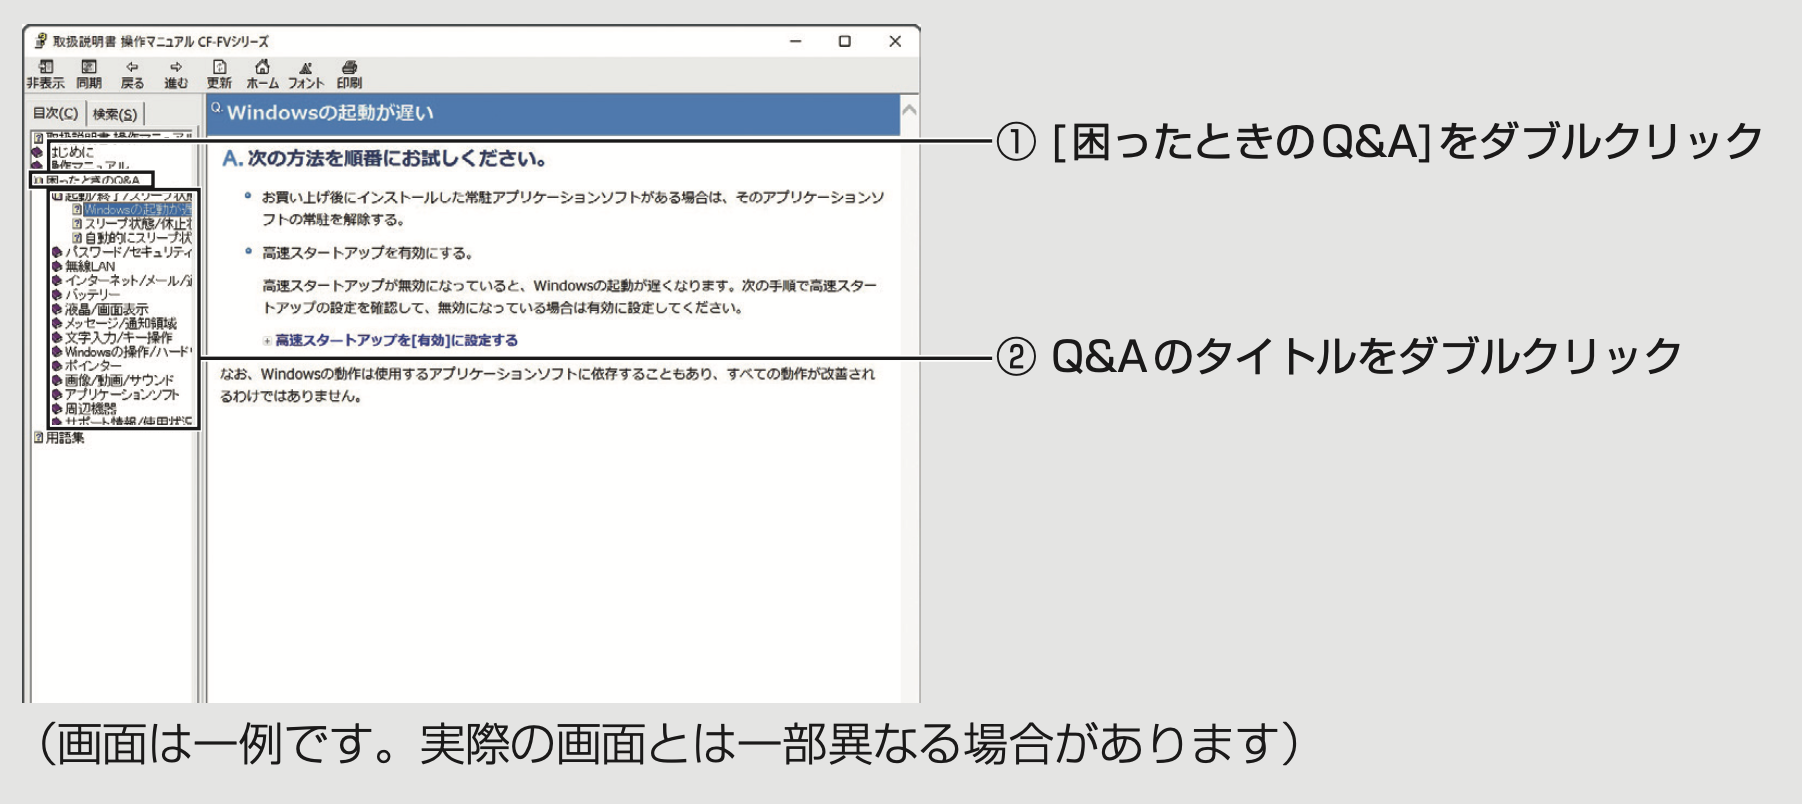 取扱説明書 操作マニュアル CF-FVシリーズ
非表示 同期 戻る 進む 更新 ホーム フォント 印刷
目次(C) 検索(S)
取扱説明書 操作マニュアル
はじめに
操作マニュアル
困ったときのQ&A
起動/終了/スリープ状態
Windowsの起動が遅
スリープ状態/休止
自動的にスリープ状
パスワード/セキュリティ
無線LAN
インターネット/メール/
バッテリー
液晶/画面表示
メッセージ/通知領域
文字入力/キー操作
Windowsの操作/ハード
ポインター
画像/動画/サウンド
アプリケーションソフト
周辺機器
サポート情報/使用状況
用語集
Q. Windowsの起動が遅い
A. 次の方法を順番にお試しください。
お買い上げ後にインストールした常駐アプリケーションソフトがある場合は、そのアプリケーションソ
フトの常駐を解除する。
高速スタートアップを有効にする。
高速スタートアップが無効になっていると、Windowsの起動が遅くなります。次の手順で高速スター
トアップの設定を確認して、無効になっている場合は有効に設定してください。
高速スタートアップを[有効]に設定する
なお、Windowsの動作は使用するアプリケーションソフトに依存することもあり、すべての動作が改善され
るわけではありません。
① [困ったときのQ&A]をダブルクリック
② Q&Aのタイトルをダブルクリック
（画面は一例です。実際の画面とは一部異なる場合があります）